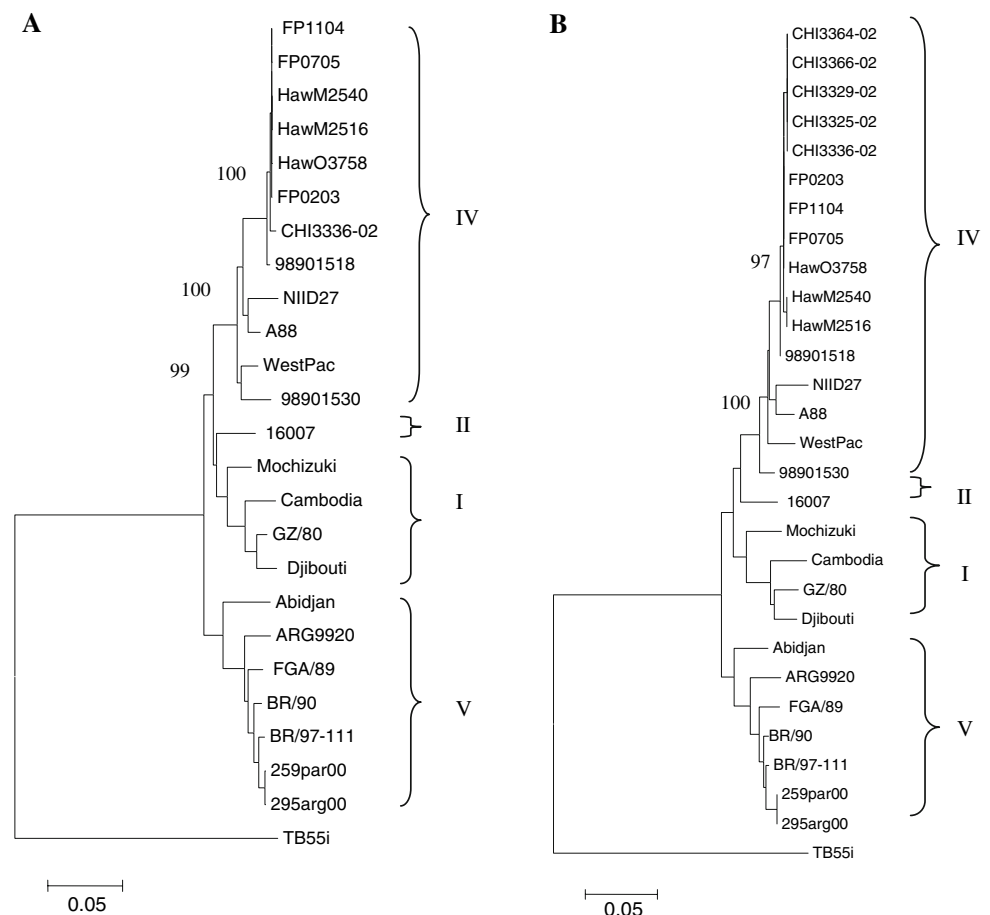 A
FP1104
FP0705
HawM2540
HawM2516
HawO3758
100
FP0203
CHI3336-02
IV
98901518
100
NIID27
A88
99
WestPac
98901530
16007
II
Mochizuki
Cambodia
I
GZ/80
Djibouti
Abidjan
ARG9920
FGA/89
BR/90
V
BR/97-111
259par00
295arg00
TB55i
0.05
B
CHI3364-02
CHI3366-02
CHI3329-02
CHI3325-02
CHI3336-02
FP0203
FP1104
FP0705
IV
97
HawO3758
HawM2540
HawM2516
98901518
NIID27
100
A88
WestPac
98901530
II
16007
Mochizuki
Cambodia
I
GZ/80
Djibouti
Abidjan
ARG9920
FGA/89
V
BR/90
BR/97-111
259par00
295arg00
TB55i
0.05